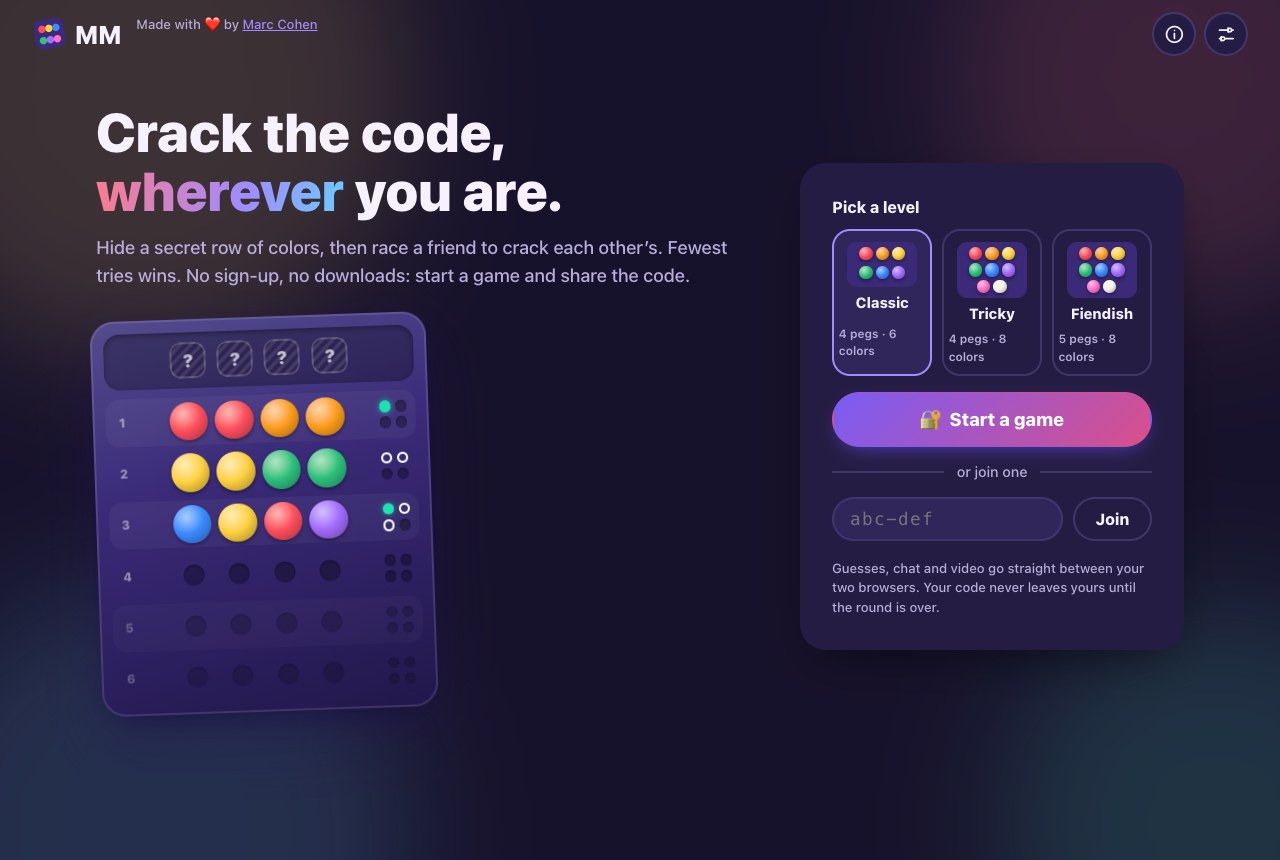 MM
Made with ❤️ by Marc Cohen
Crack the code,
wherever you are.
Hide a secret row of colors, then race a friend to crack each other’s. Fewest
tries wins. No sign-up, no downloads: start a game and share the code.
? ? ? ?
1
2
3
4
5
6
Pick a level
Classic
4 pegs · 6
colors
Tricky
4 pegs · 8
colors
Fiendish
5 pegs · 8
colors
🔐 Start a game
or join one
abc-def
Join
Guesses, chat and video go straight between your
two browsers. Your code never leaves yours until
the round is over.